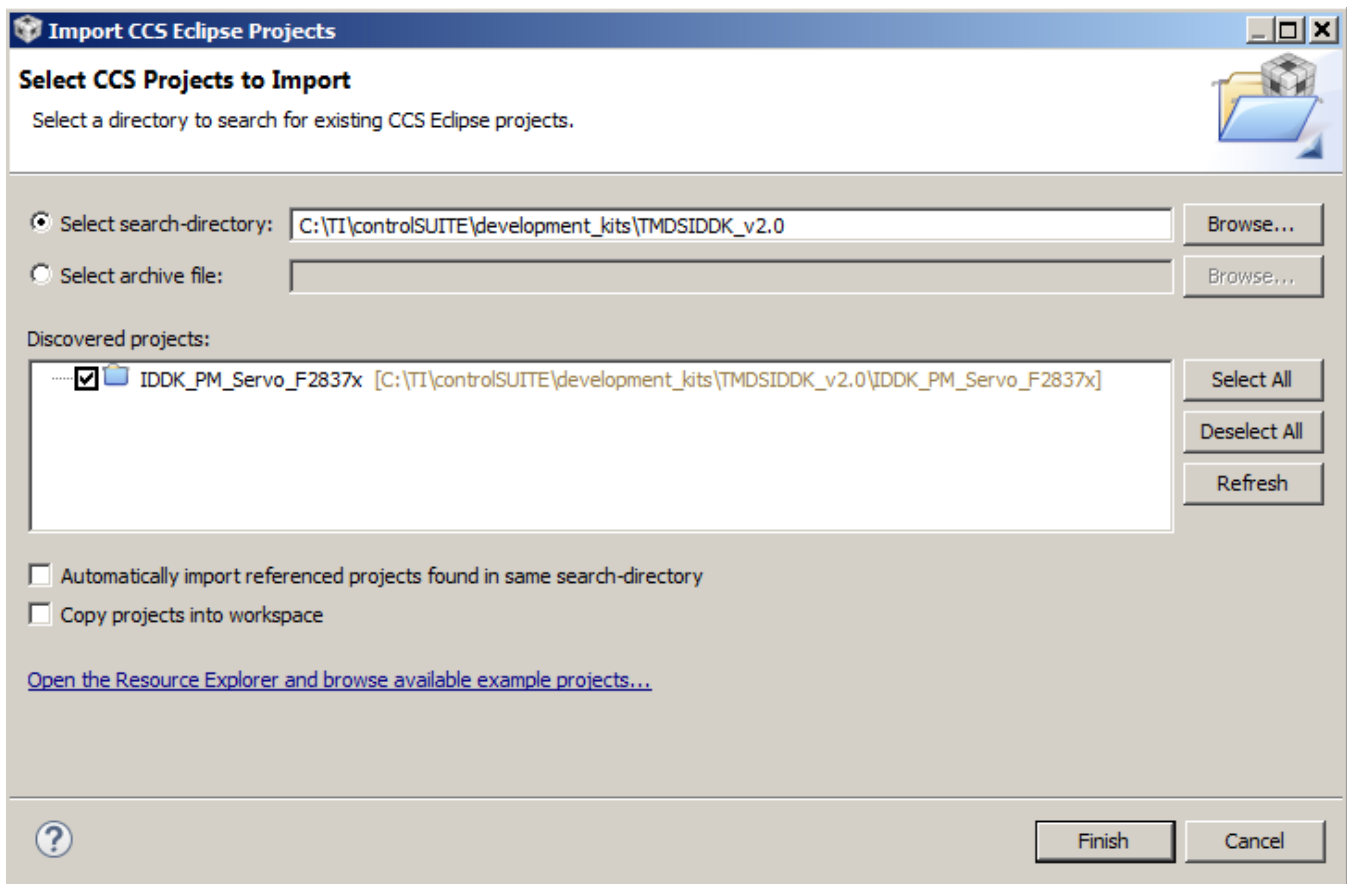 Import CCS Eclipse Projects
Select CCS Projects to Import
Select a directory to search for existing CCS Eclipse projects.
Select search-directory: C:\TI\controlSUITE\development_kits\TMDSIDDK_v2.0 Browse...
Select archive file: Browse...
Discovered projects:
IDDK_PM_Servo_F2837x [C:\TI\controlSUITE\development_kits\TMDSIDDK_v2.0\IDDK_PM_Servo_F2837x] Select All
Deselect All
Refresh
Automatically import referenced projects found in same search-directory
Copy projects into workspace
Open the Resource Explorer and browse available example projects...
? Finish Cancel